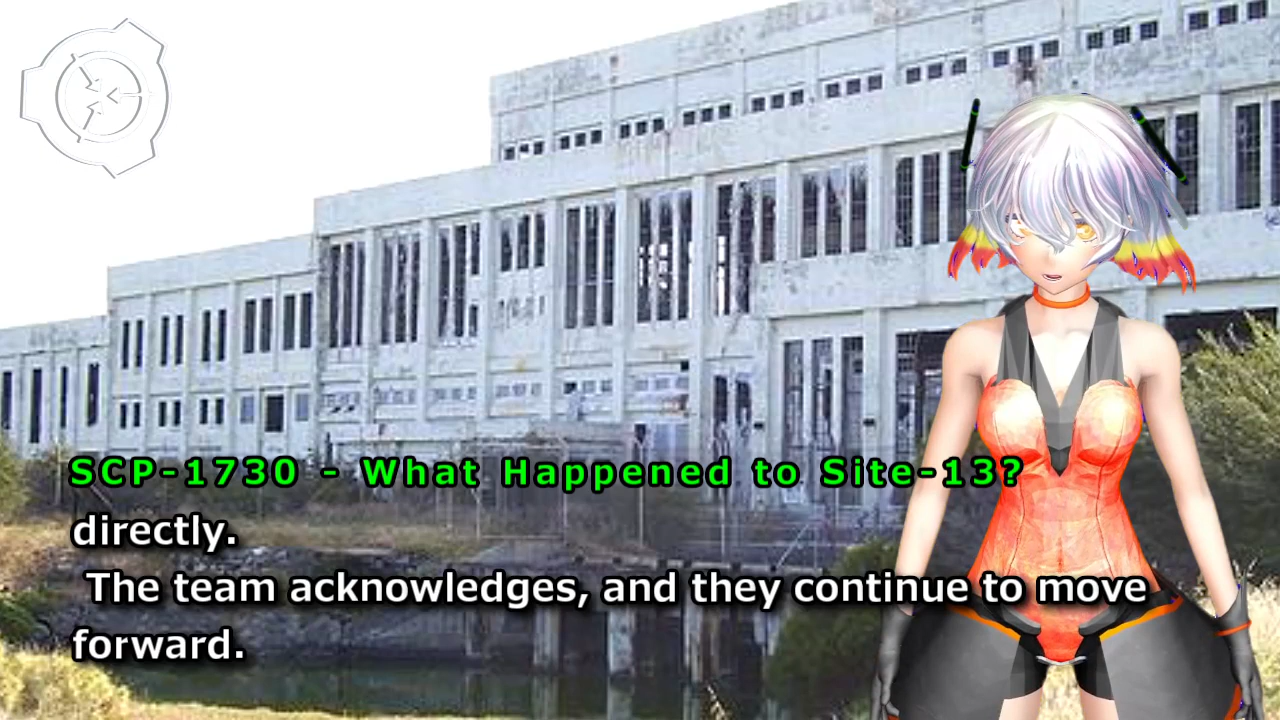 SCP-1730 - What Happened to Site-13?
directly.
The team acknowledges, and they continue to move
forward.